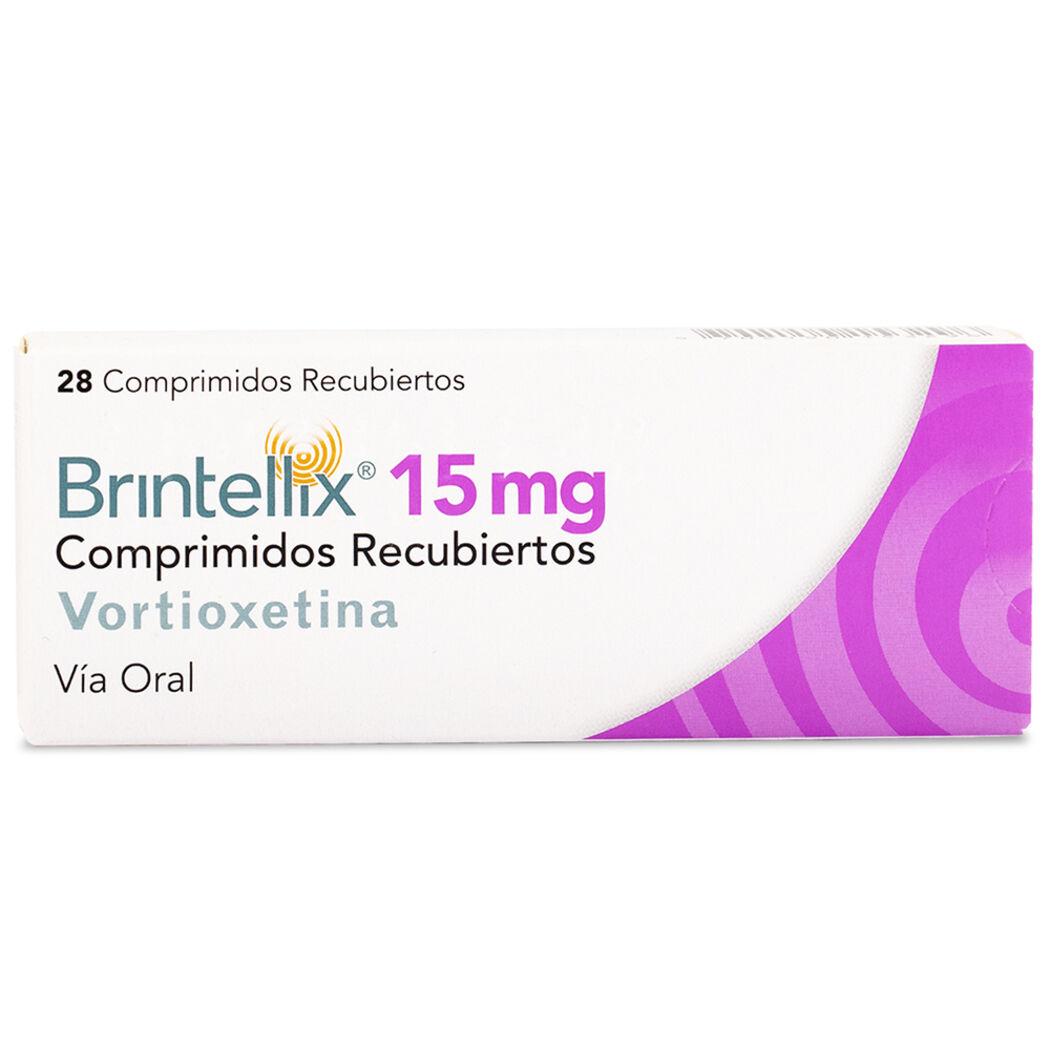 28 Comprimidos Recubiertos
Brintellix® 15 mg
Comprimidos Recubiertos
Vortioxetina
Vía Oral